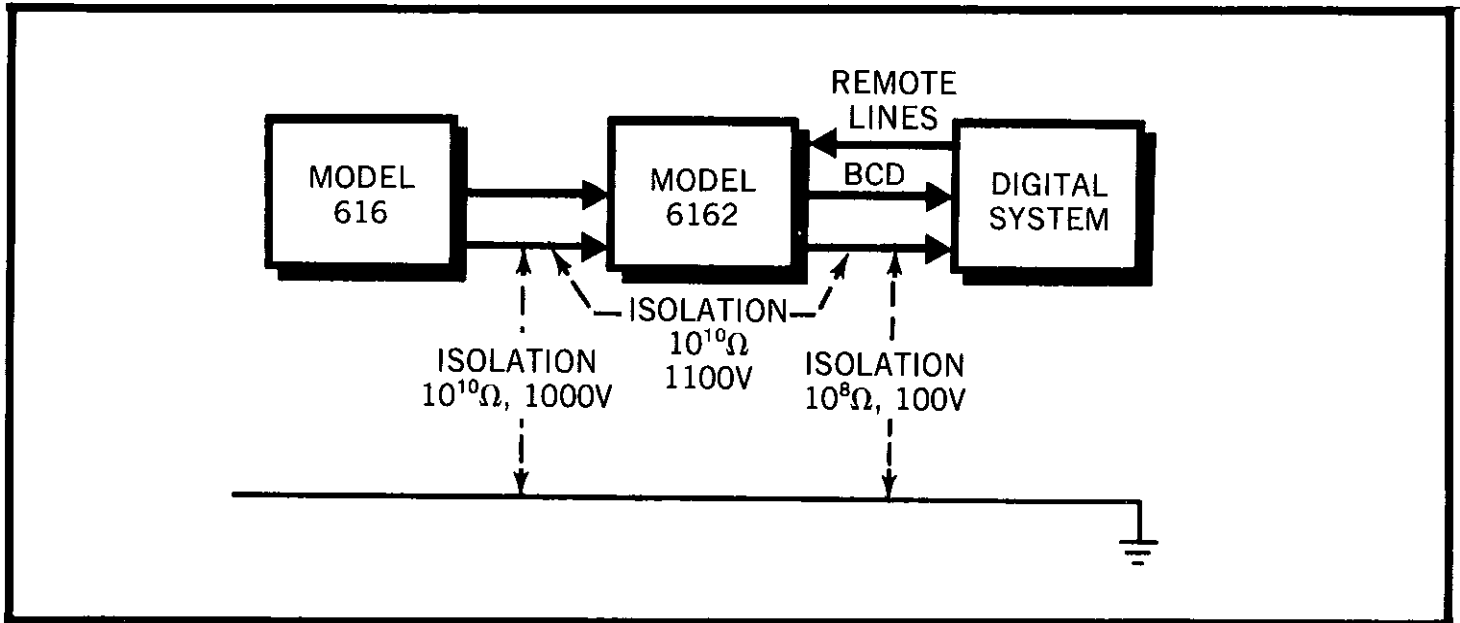 REMOTE
LINES
MODEL
616
MODEL
6162
BCD
DIGITAL
SYSTEM
ISOLATION
10¹⁰Ω
1100V
ISOLATION
10¹⁰Ω, 1000V
ISOLATION
10⁸Ω, 100V